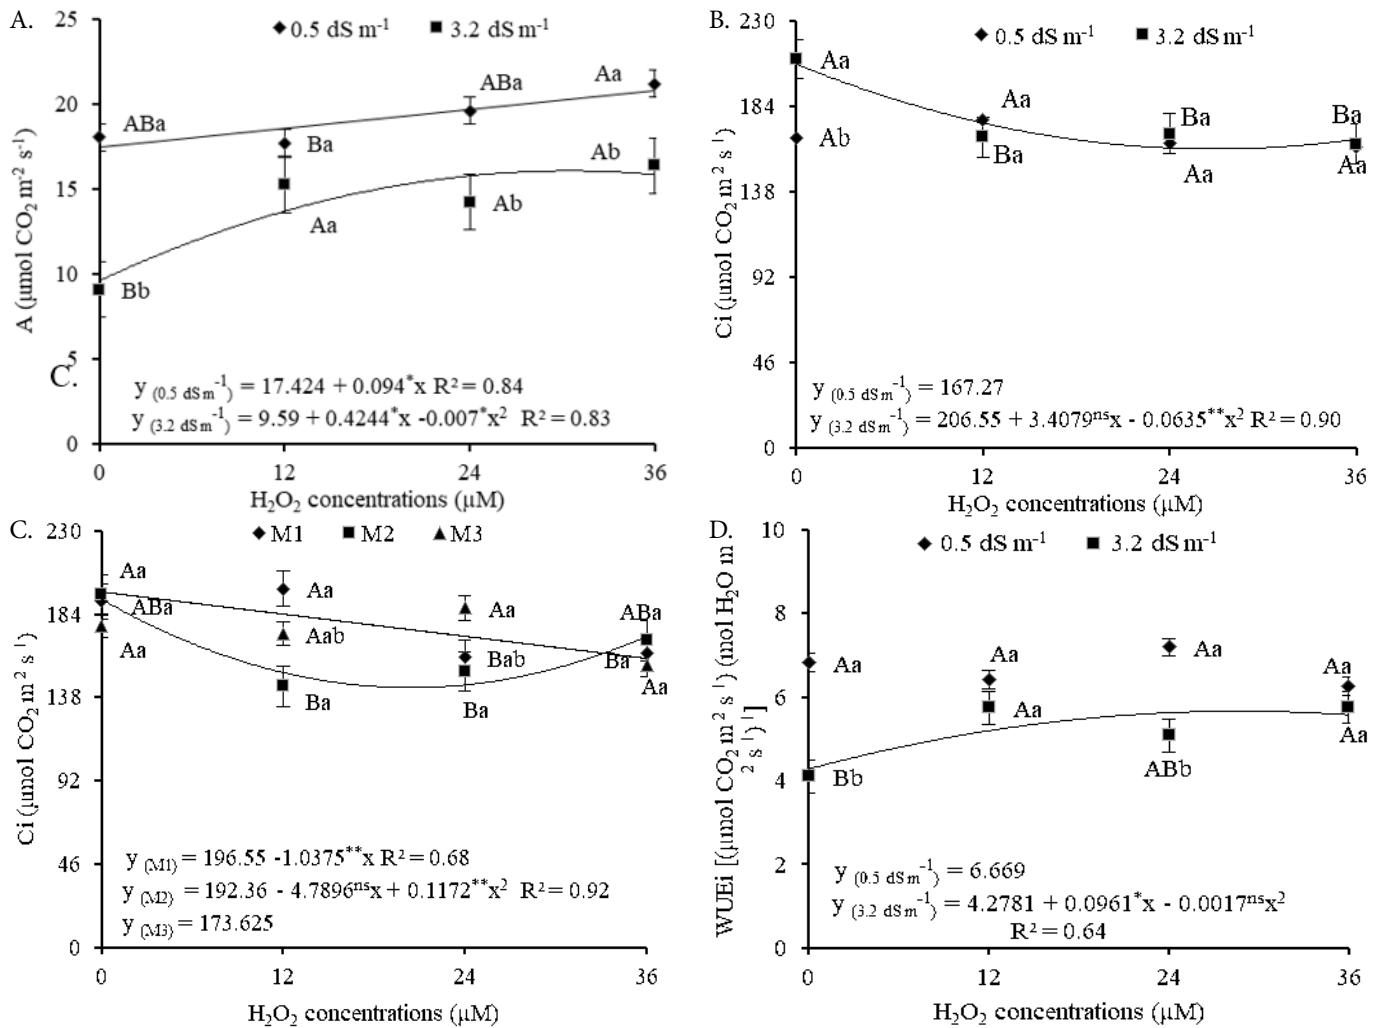 A.
25
20
15
10
5
0
A (µmol CO2 m-2 s-1)
◆ 0.5 dS m-1 ■ 3.2 dS m-1
ABa
Ba
ABa
Aa
Bb
Aa
Ab
Ab
C.
y (0.5 dS m-1) = 17.424 + 0.094*x R² = 0.84
y (3.2 dS m-1) = 9.59 + 0.4244*x -0.007*x2 R² = 0.83
0 12 24 36
H2O2 concentrations (µM)
B.
230
184
138
92
46
0
Ci (µmol CO2 m 2 s 1)
◆ 0.5 dS m-1 ■ 3.2 dS m-1
Aa
Ab
Aa
Ba
Ba
Aa
Ba
Aa
y (0.5 dS m-1) = 167.27
y (3.2 dS m-1) = 206.55 + 3.4079nsx - 0.0635**x2 R² = 0.90
0 12 24 36
H2O2 concentrations (µM)
C.
230
184
138
92
46
0
Ci (µmol CO2 m 2 s 1)
◆ M1 ■ M2 ▲ M3
Aa
ABa
Aa
Aa
Aab
Ba
Aa
Bab
Ba
ABa
Ba
Aa
y (M1) = 196.55 -1.0375**x R² = 0.68
y (M2) = 192.36 - 4.7896nsx + 0.1172**x2 R² = 0.92
y (M3) = 173.625
0 12 24 36
H2O2 concentrations (µM)
D.
10
8
6
4
2
0
WUEi [(µmol CO2 m 2 s 1) (mol H2O m
2 s 1) 1]
◆ 0.5 dS m-1 ■ 3.2 dS m-1
Aa
Aa
Aa
Aa
Bb
Aa
ABb
Aa
y (0.5 dS m-1) = 6.669
y (3.2 dS m-1) = 4.2781 + 0.0961*x - 0.0017nsx2
R² = 0.64
0 12 24 36
H2O2 concentrations (µM)